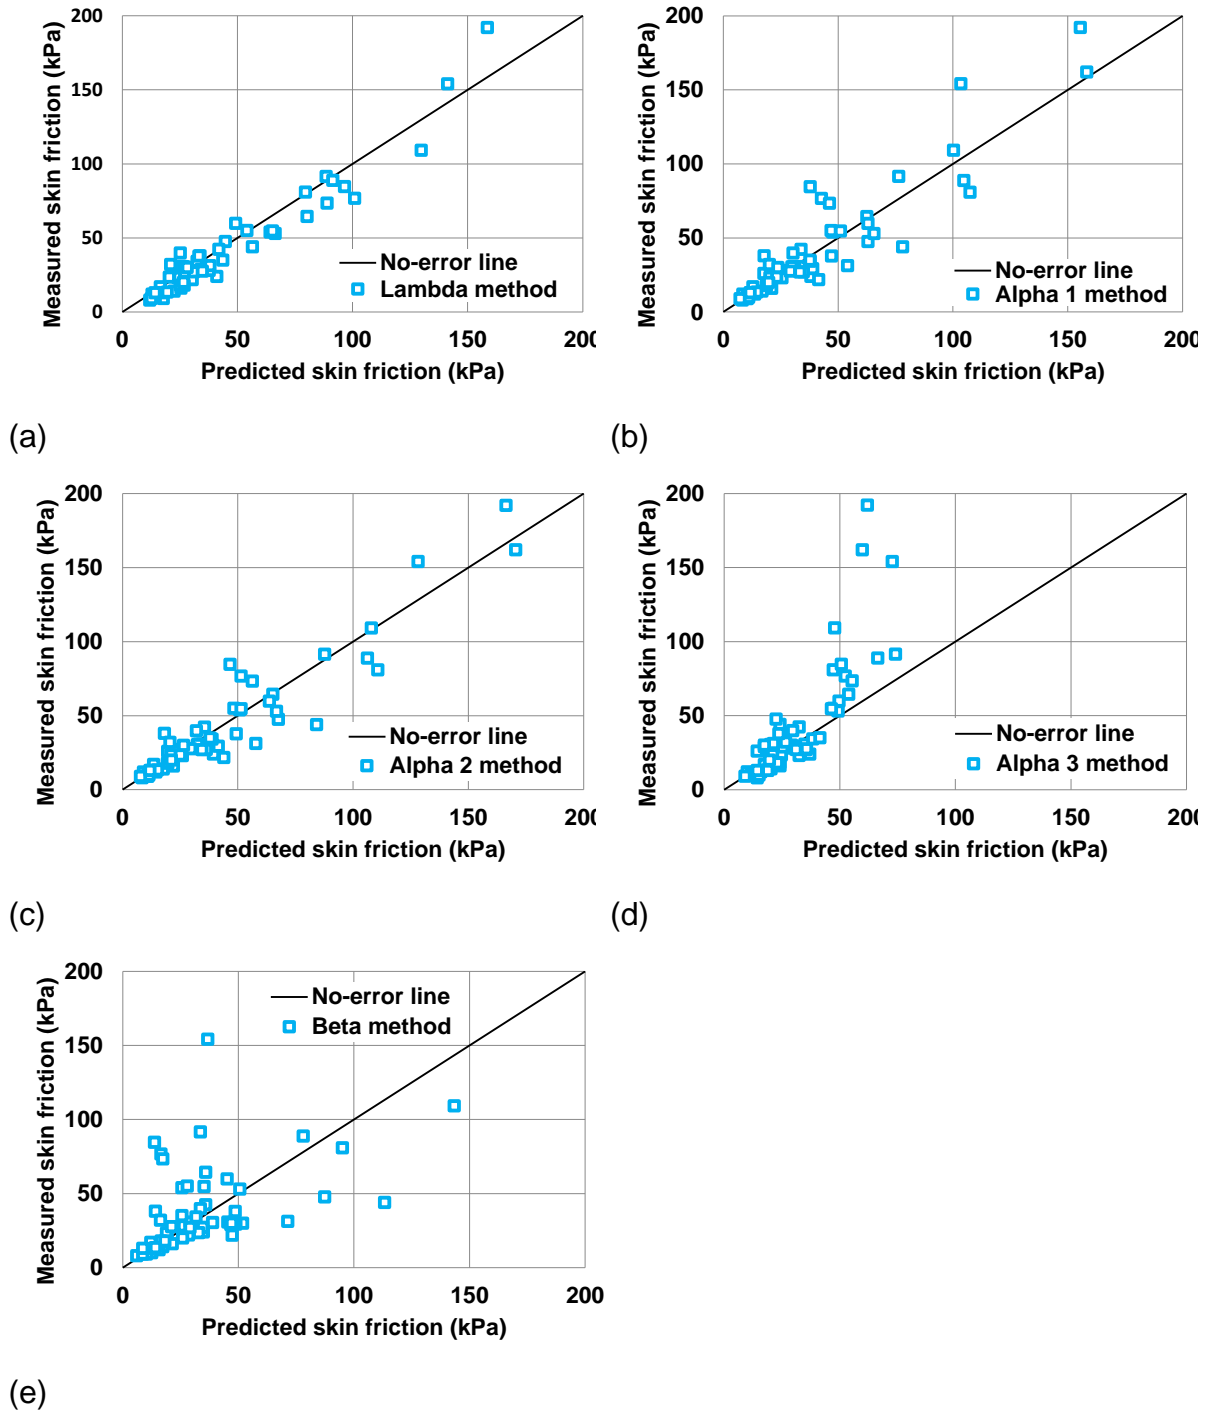 200
150
100
50
0
Measured skin friction (kPa)
No-error line
Lambda method
0 50 100 150 200
Predicted skin friction (kPa)
(a)
200
150
100
50
0
Measured skin friction (kPa)
No-error line
Alpha 1 method
0 50 100 150 200
Predicted skin friction (kPa)
(b)
200
150
100
50
0
Measured skin friction (kPa)
No-error line
Alpha 2 method
0 50 100 150 200
Predicted skin friction (kPa)
(c)
200
150
100
50
0
Measured skin friction (kPa)
No-error line
Alpha 3 method
0 50 100 150 200
Predicted skin friction (kPa)
(d)
200
150
100
50
0
Measured skin friction (kPa)
No-error line
Beta method
0 50 100 150 200
Predicted skin friction (kPa)
(e)